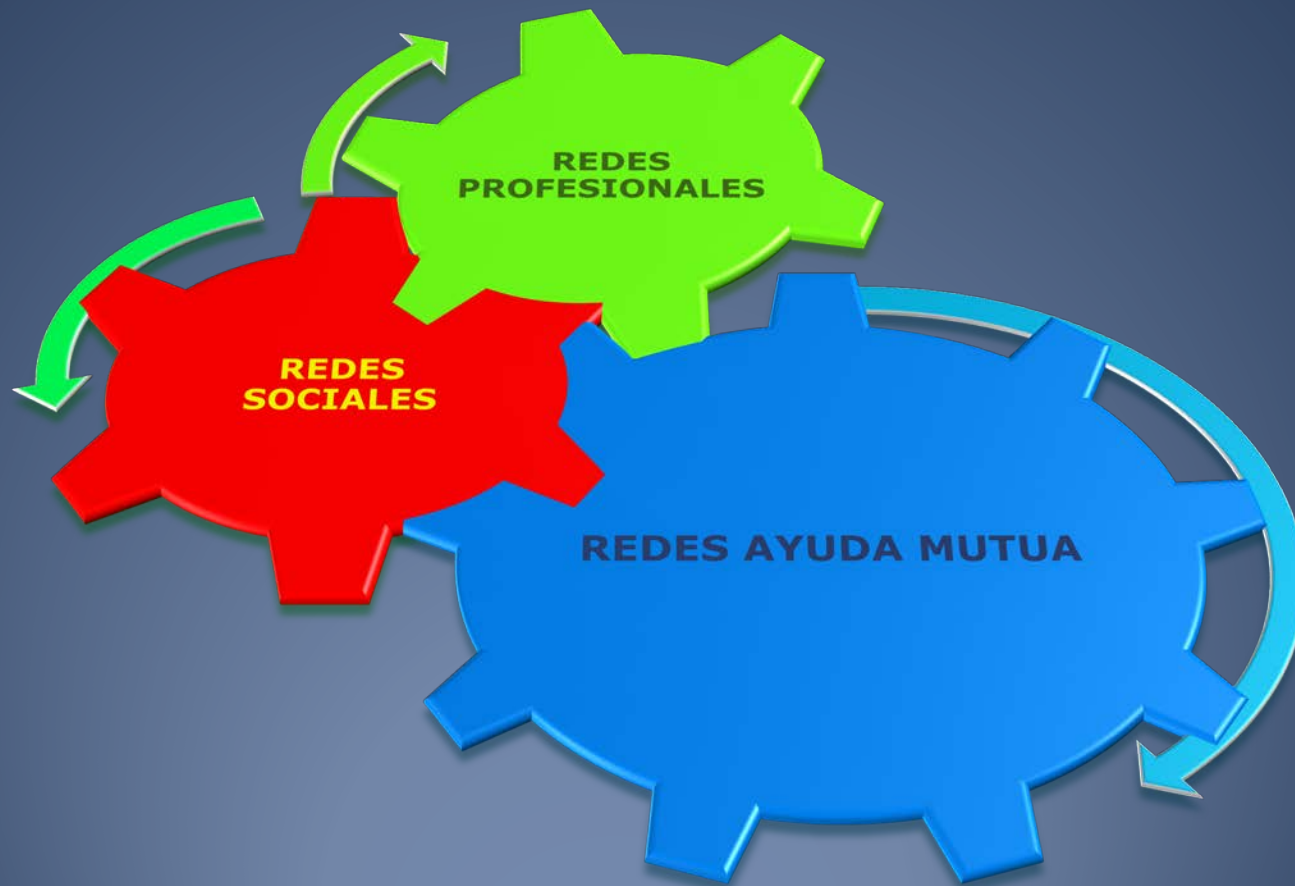 REDES
PROFESIONALES
REDES
SOCIALES
REDES AYUDA MUTUA